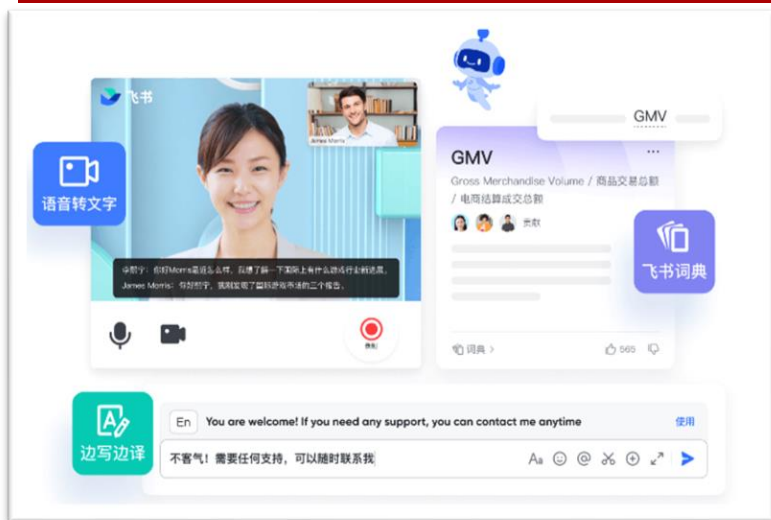 飞书
James Morris
语音转文字
James Morris:
GMV
GMV
Gross Merchandise Volume / 商品交易总额
/ 电商结算成交总额
贡献
飞书词典
词典 >
565
边写边译
En
You are welcome! If you need any support, you can contact me anytime
使用
不客气！需要任何支持，可以随时联系我
Aa